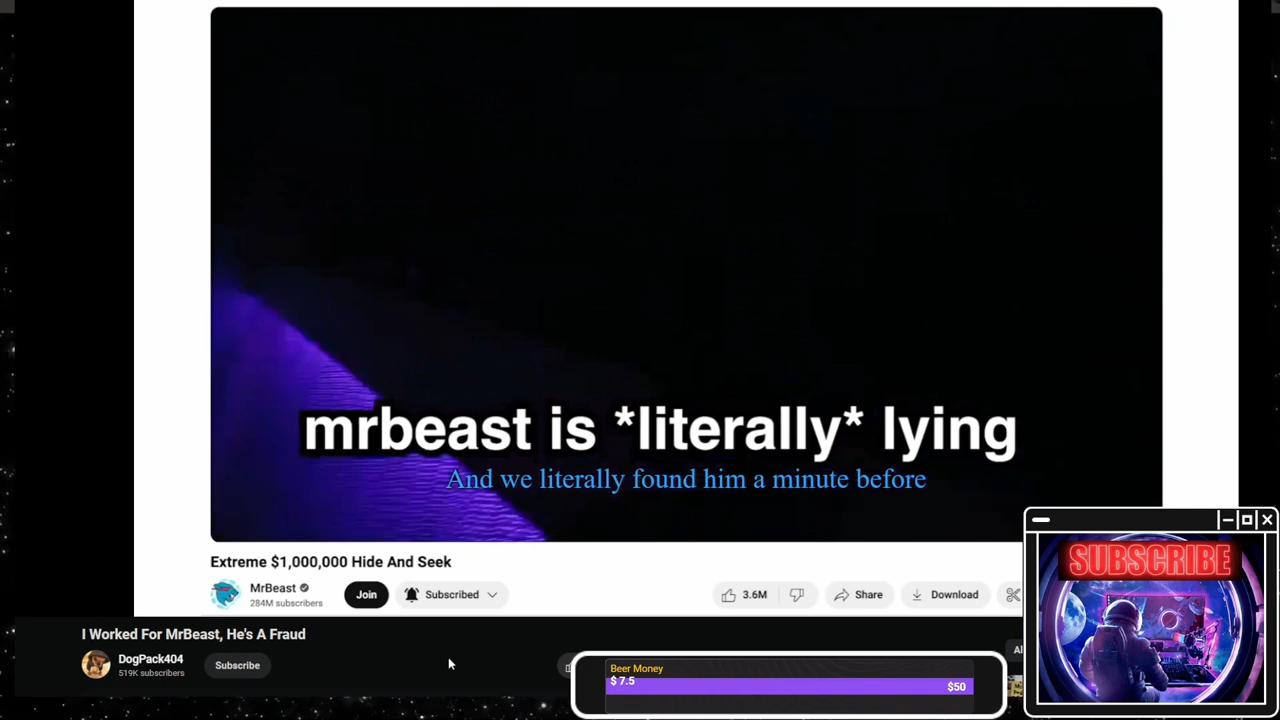 mrbeast is *literally* lying
And we literally found him a minute before
Extreme $1,000,000 Hide And Seek
MrBeast
284M subscribers
Join
Subscribed
3.6M
Share
Download
I Worked For MrBeast, He's A Fraud
DogPack404
519K subscribers
Subscribe
Al
Beer Money
$ 7.5
$50
SUBSCRIBE